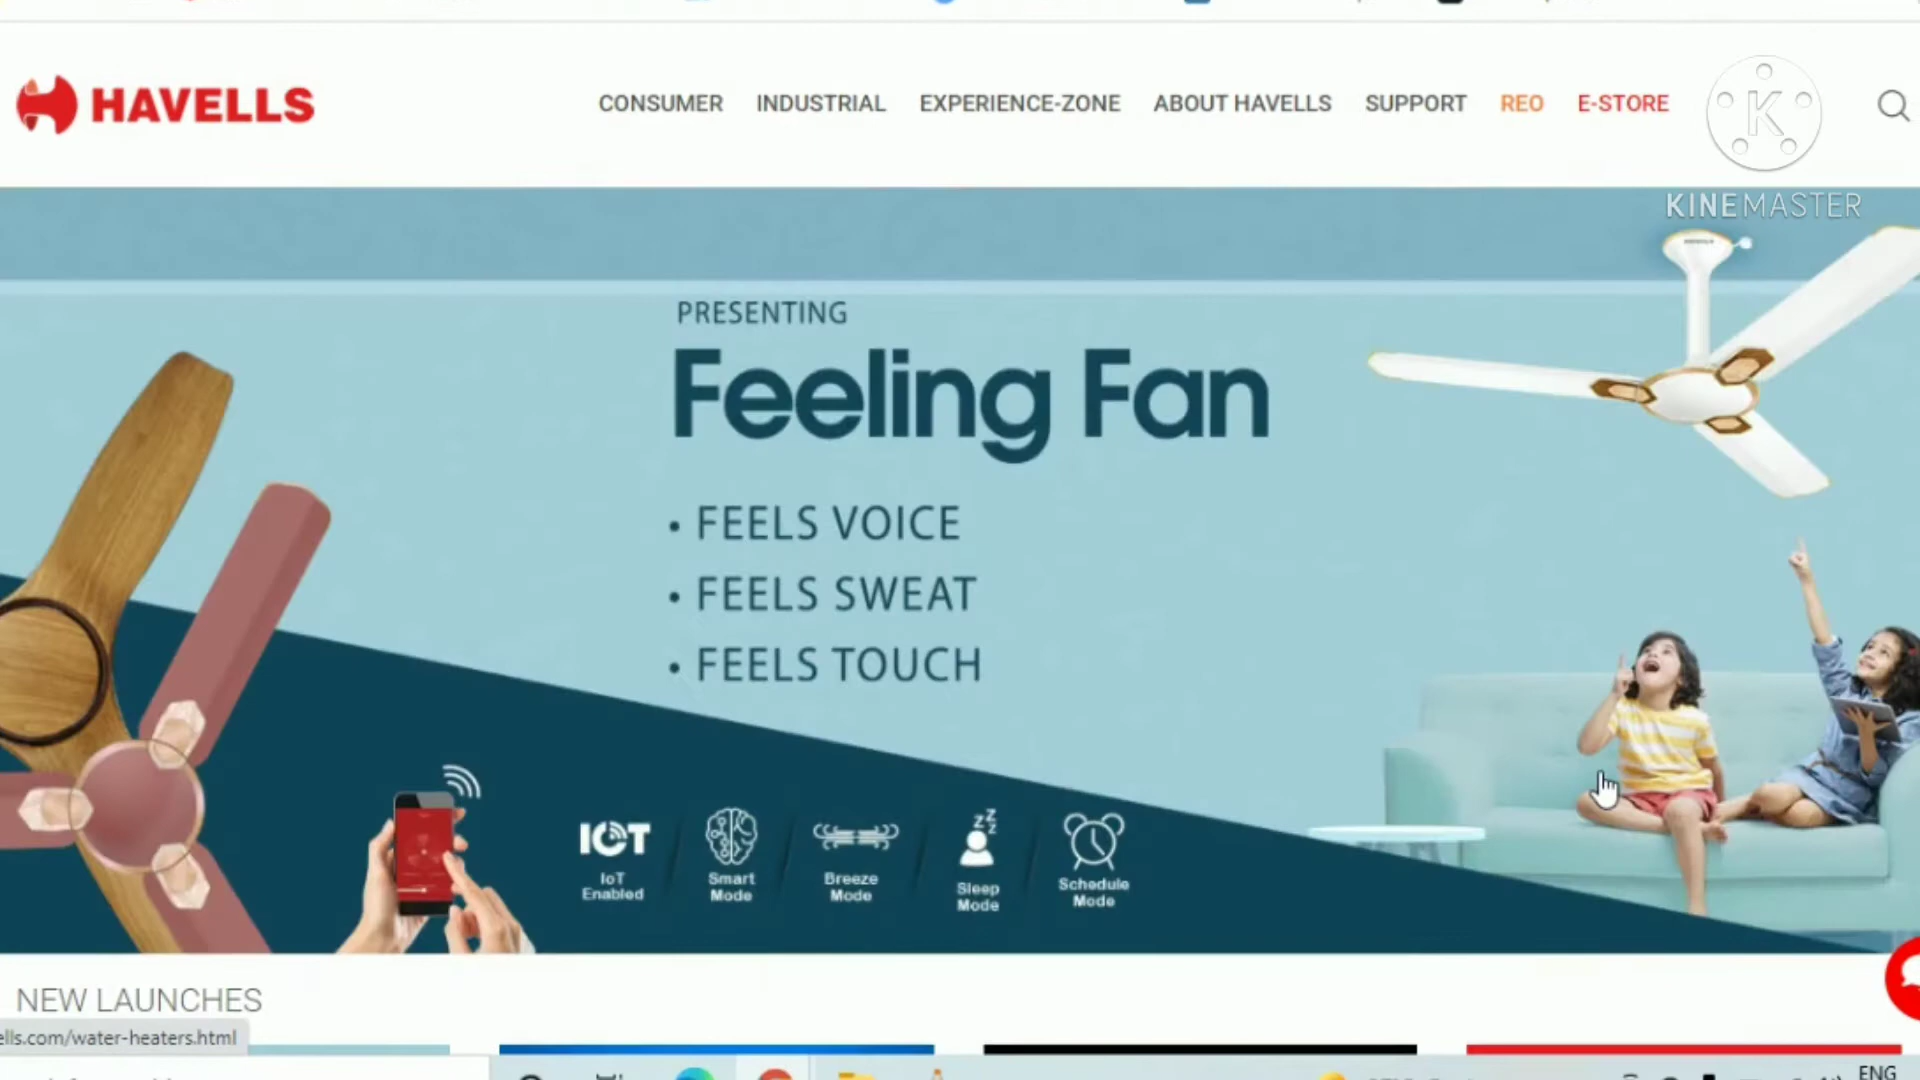 HAVELLS
CONSUMER INDUSTRIAL EXPERIENCE-ZONE ABOUT HAVELLS SUPPORT REO E-STORE
K
KINEMASTER
PRESENTING
Feeling Fan
• FEELS VOICE
• FEELS SWEAT
• FEELS TOUCH
IOT
IoT Enabled
Smart Mode
Breeze Mode
zzz
Sleep Mode
Schedule Mode
NEW LAUNCHES
ells.com/water-heaters.html
ENG